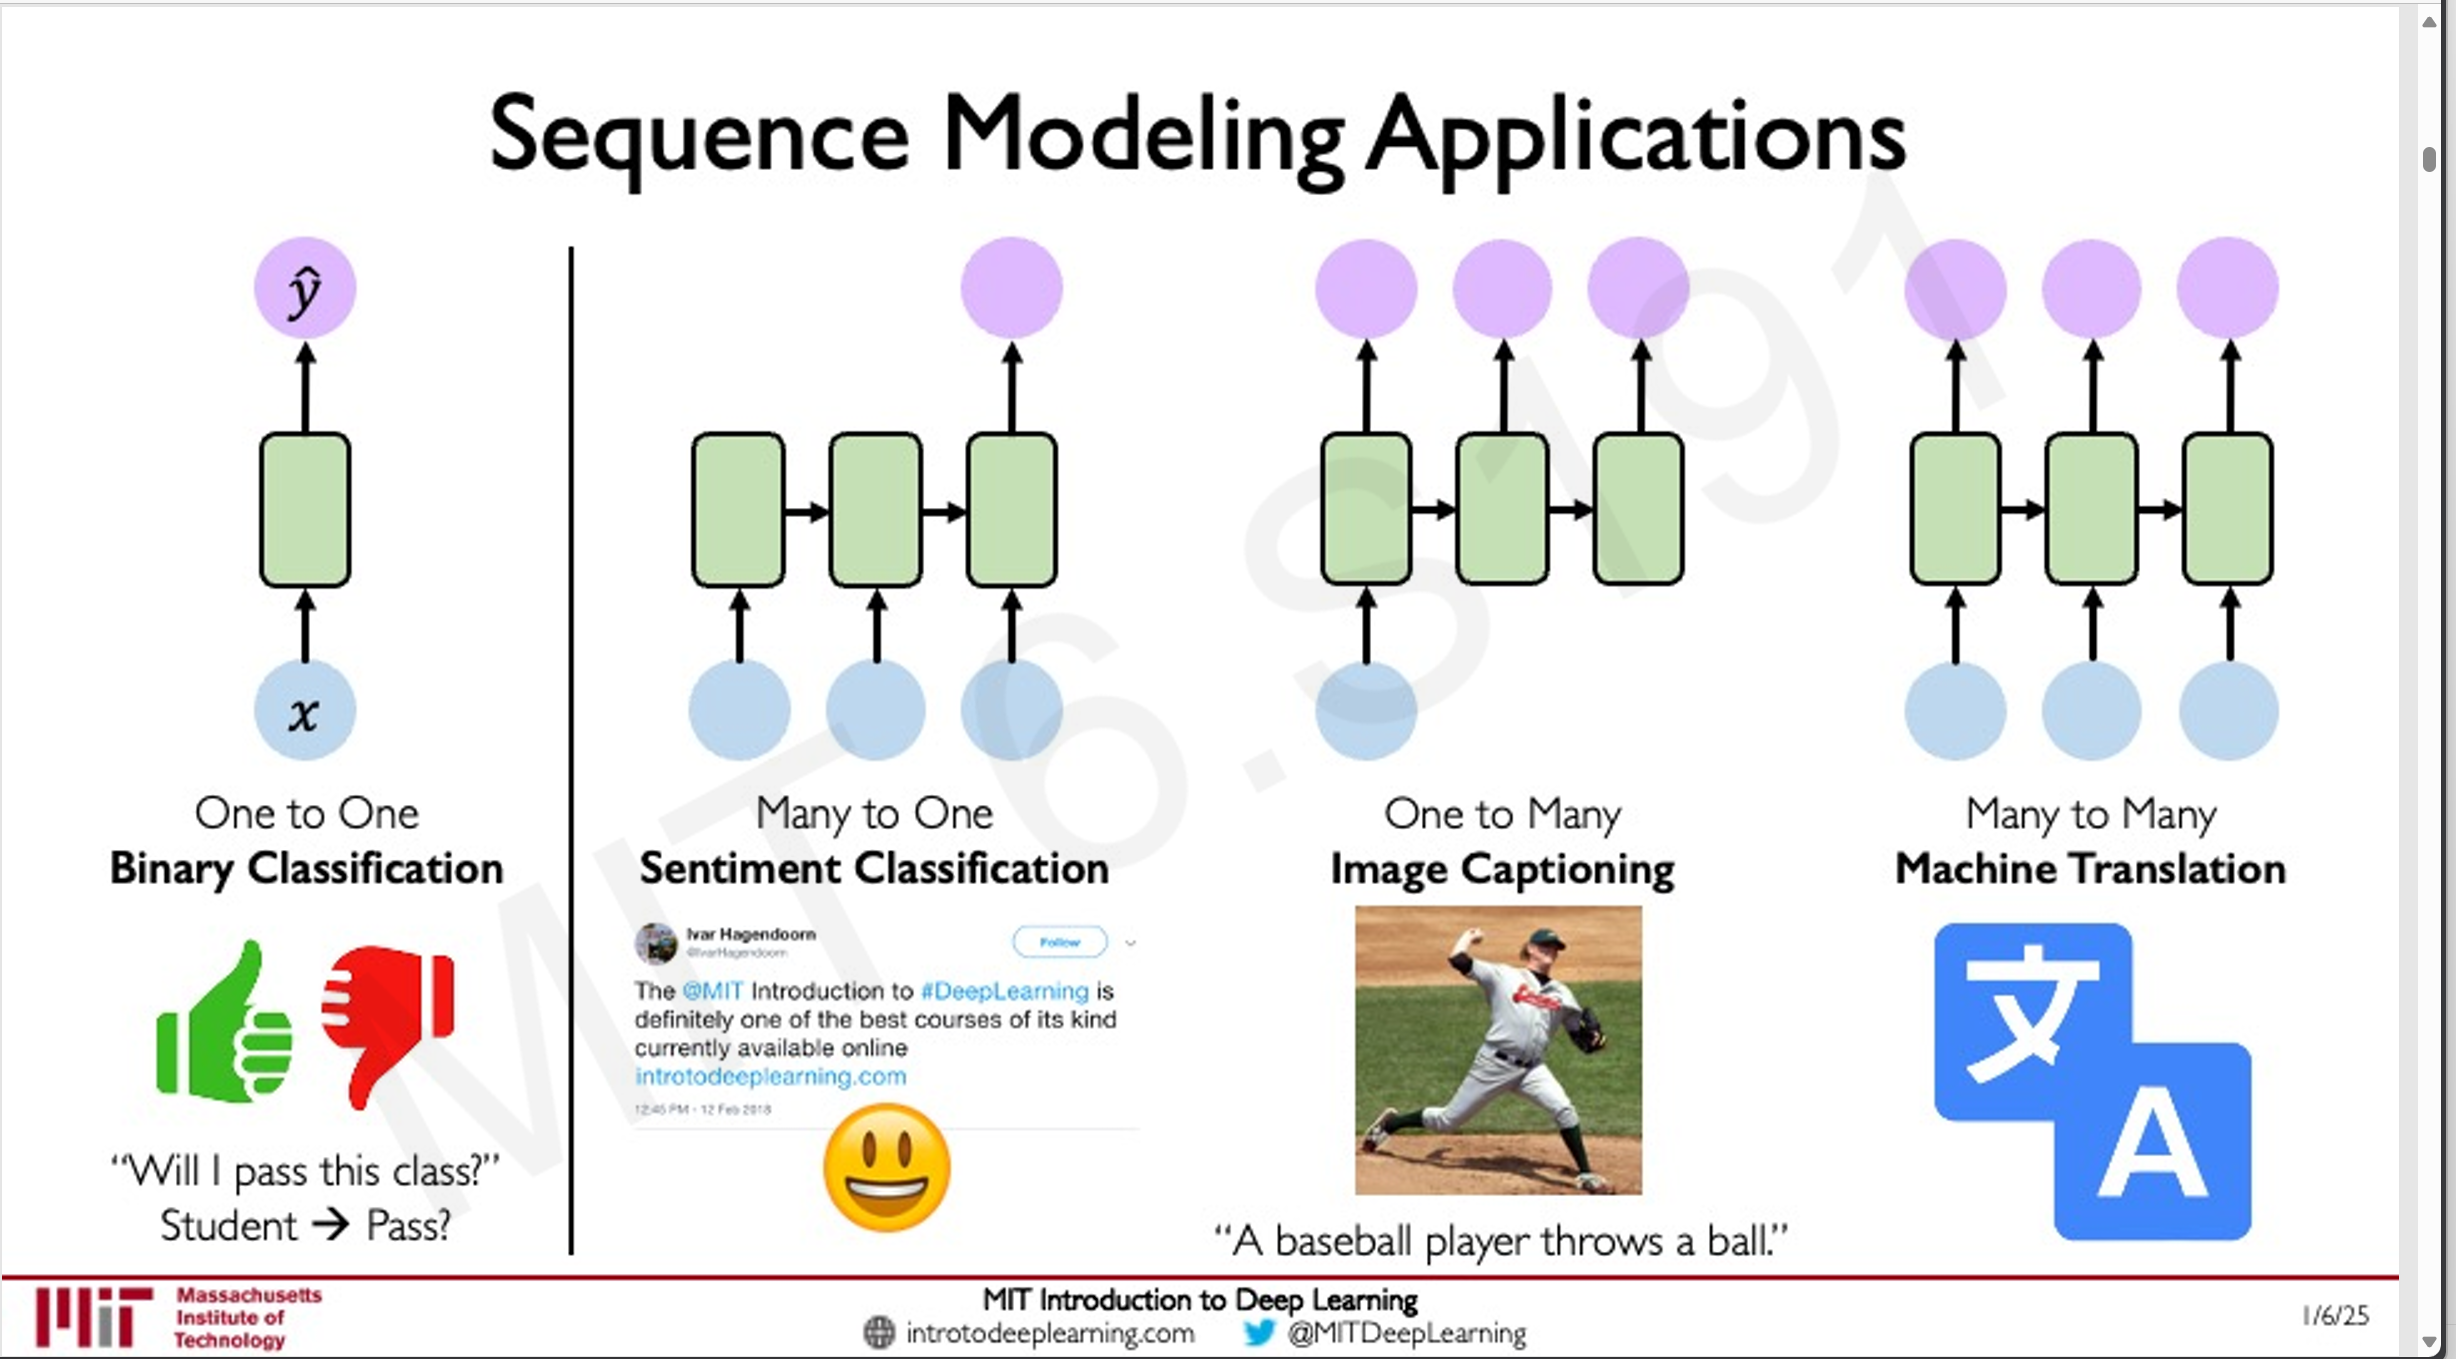 Sequence Modeling Applications
ŷ
x
One to One
Binary Classification
"Will I pass this class?"
Student → Pass?
Many to One
Sentiment Classification
Ivar Hagendoorn
@IvarHagendoorn
Follow
The @MIT Introduction to #DeepLearning is
definitely one of the best courses of its kind
currently available online
introtodeeplearning.com
12:45 PM - 12 Feb 2018
One to Many
Image Captioning
"A baseball player throws a ball."
Many to Many
Machine Translation
文
A
MIT 6.S191
MIT
Massachusetts
Institute of
Technology
MIT Introduction to Deep Learning
introtodeeplearning.com @MITDeepLearning
1/6/25